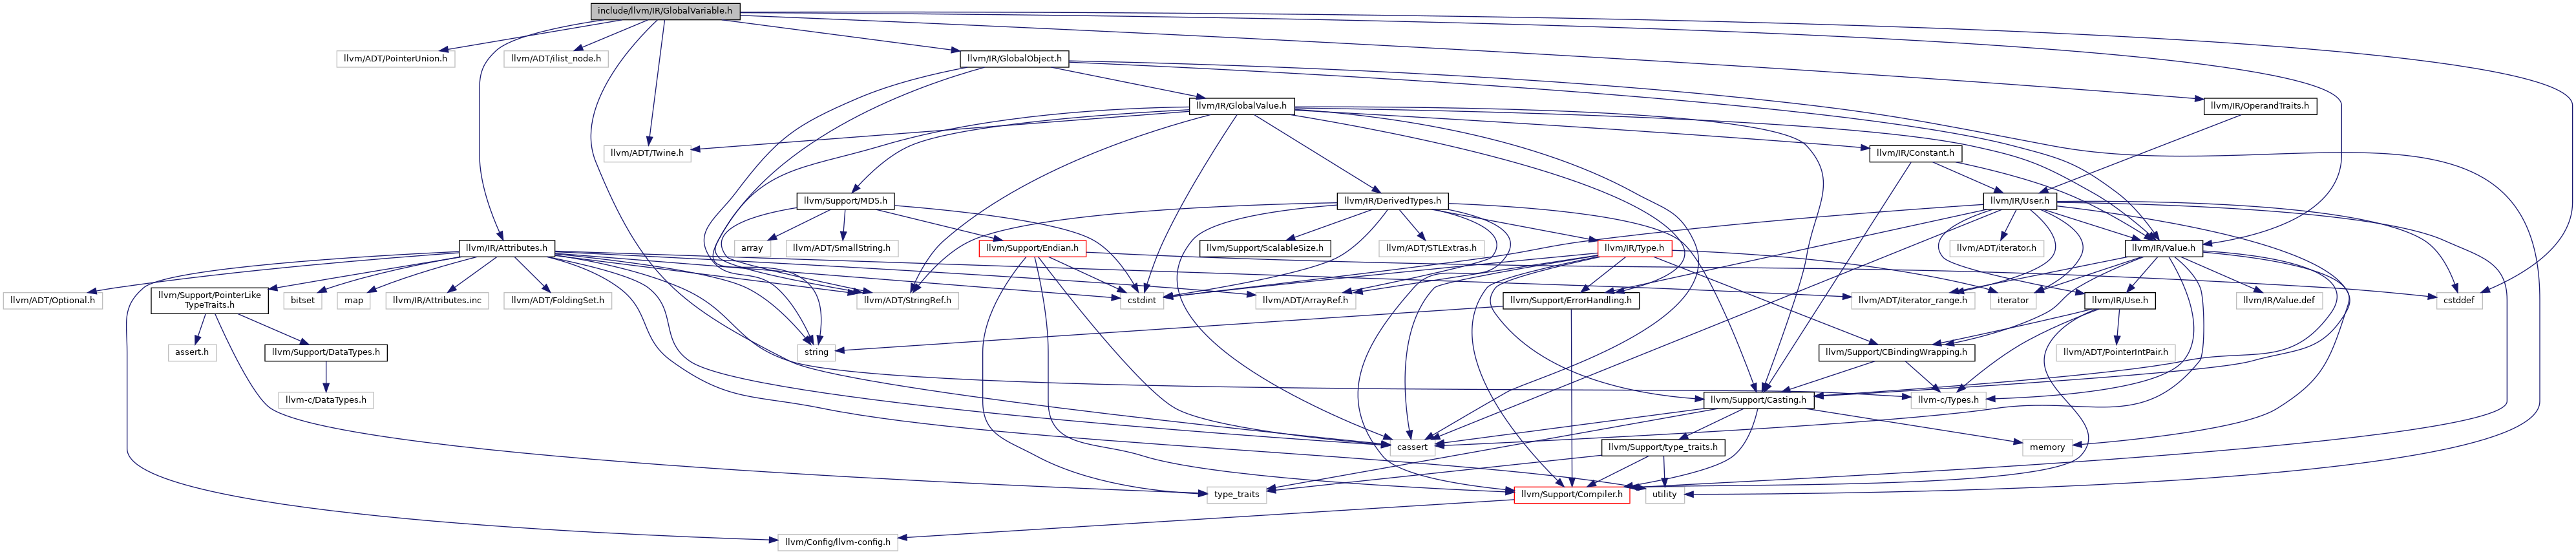 include/llvm/IR/GlobalVariable.h
llvm/ADT/PointerUnion.h
llvm/ADT/ilist_node.h
llvm/IR/GlobalObject.h
llvm/IR/GlobalValue.h
llvm/IR/OperandTraits.h
llvm/ADT/Twine.h
llvm/IR/Constant.h
llvm/Support/MD5.h
llvm/IR/DerivedTypes.h
llvm/IR/User.h
llvm/IR/Attributes.h
array
llvm/ADT/SmallString.h
llvm/Support/Endian.h
llvm/Support/ScalableSize.h
llvm/ADT/STLExtras.h
llvm/IR/Type.h
llvm/ADT/iterator.h
llvm/IR/Value.h
llvm/ADT/Optional.h
llvm/Support/PointerLike
TypeTraits.h
bitset
map
llvm/IR/Attributes.inc
llvm/ADT/FoldingSet.h
llvm/ADT/StringRef.h
cstdint
llvm/ADT/ArrayRef.h
llvm/Support/ErrorHandling.h
llvm/ADT/iterator_range.h
iterator
llvm/IR/Use.h
llvm/IR/Value.def
cstddef
assert.h
llvm/Support/DataTypes.h
string
llvm/Support/CBindingWrapping.h
llvm/ADT/PointerIntPair.h
llvm-c/DataTypes.h
llvm/Support/Casting.h
llvm-c/Types.h
cassert
llvm/Support/type_traits.h
memory
type_traits
llvm/Support/Compiler.h
utility
llvm/Config/llvm-config.h